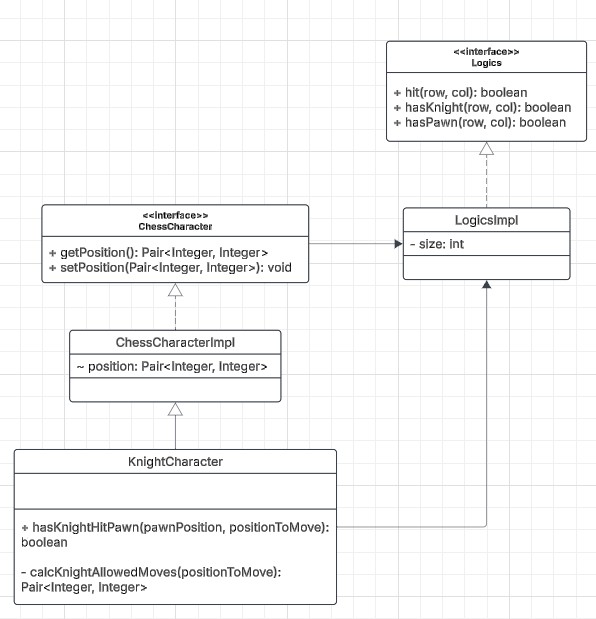 <<interface>>
Logics
+ hit(row, col): boolean
+ hasKnight(row, col): boolean
+ hasPawn(row, col): boolean
<<interface>>
ChessCharacter
+ getPosition(): Pair<Integer, Integer>
+ setPosition(Pair<Integer, Integer>): void
LogicsImpl
- size: int
ChessCharacterImpl
~ position: Pair<Integer, Integer>
KnightCharacter
+ hasKnightHitPawn(pawnPosition, positionToMove):
boolean
- calcKnightAllowedMoves(positionToMove):
Pair<Integer, Integer>